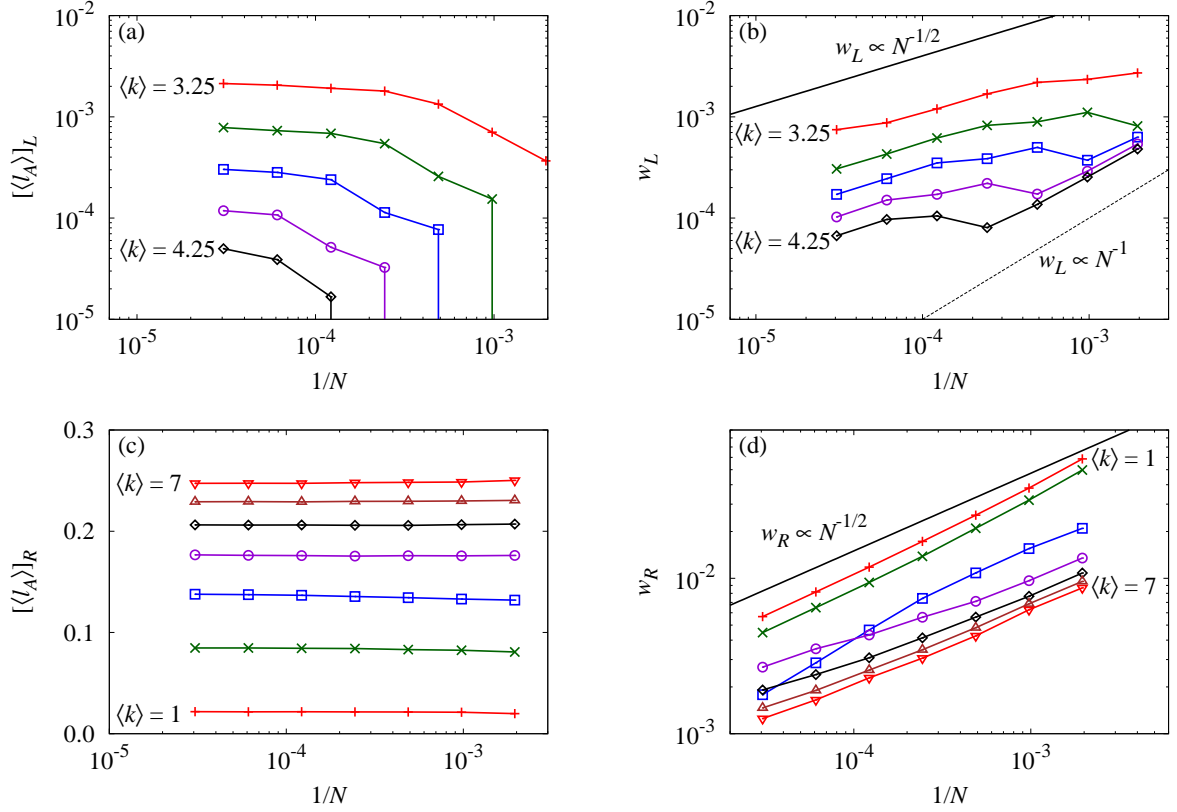 (a)
10^-2
10^-3
10^-4
10^-5
[⟨l_A⟩]_L
⟨k⟩ = 3.25
⟨k⟩ = 4.25
10^-5
10^-4
10^-3
1/N
(b)
10^-2
10^-3
10^-4
10^-5
w_L
w_L ∝ N^-1/2
⟨k⟩ = 3.25
⟨k⟩ = 4.25
w_L ∝ N^-1
10^-5
10^-4
10^-3
1/N
(c)
0.3
0.2
0.1
0.0
[⟨l_A⟩]_R
⟨k⟩ = 7
⟨k⟩ = 1
10^-5
10^-4
10^-3
1/N
(d)
10^-2
10^-3
w_R
w_R ∝ N^-1/2
⟨k⟩ = 1
⟨k⟩ = 7
10^-4
10^-3
1/N